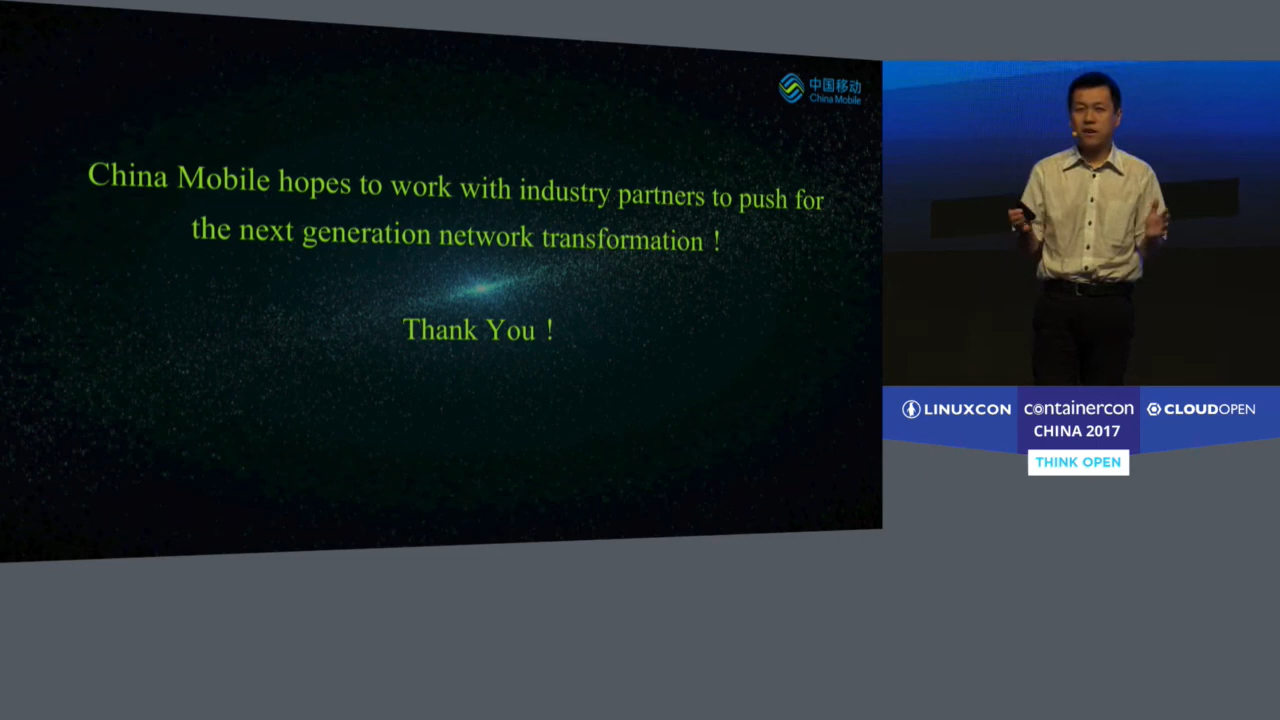 中国移动
China Mobile
China Mobile hopes to work with industry partners to push for
the next generation network transformation！
Thank You！
LINUXCON
containercon
CHINA 2017
CLOUDOPEN
THINK OPEN